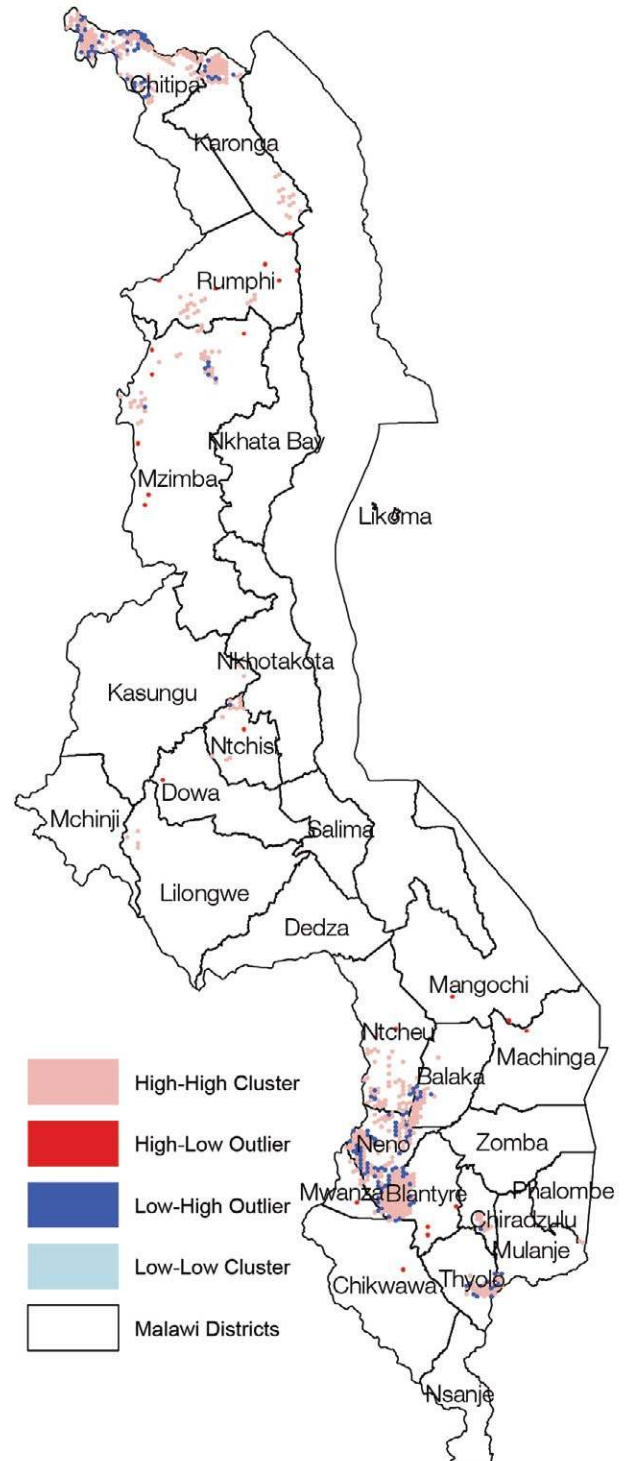 Chitipa
Karonga
Rumphi
Nkhata Bay
Mzimba
Likoma
Nkhotakota
Kasungu
Ntchisi
Dowa
Mchinji
Salima
Lilongwe
Dedza
Mangochi
Ntcheu
Machinga
Balaka
Neno
Zomba
Phalombe
Mwanza
Blantyre
Chiradzulu
Mulanje
Chikwawa
Thyolo
Nsanje
High-High Cluster
High-Low Outlier
Low-High Outlier
Low-Low Cluster
Malawi Districts